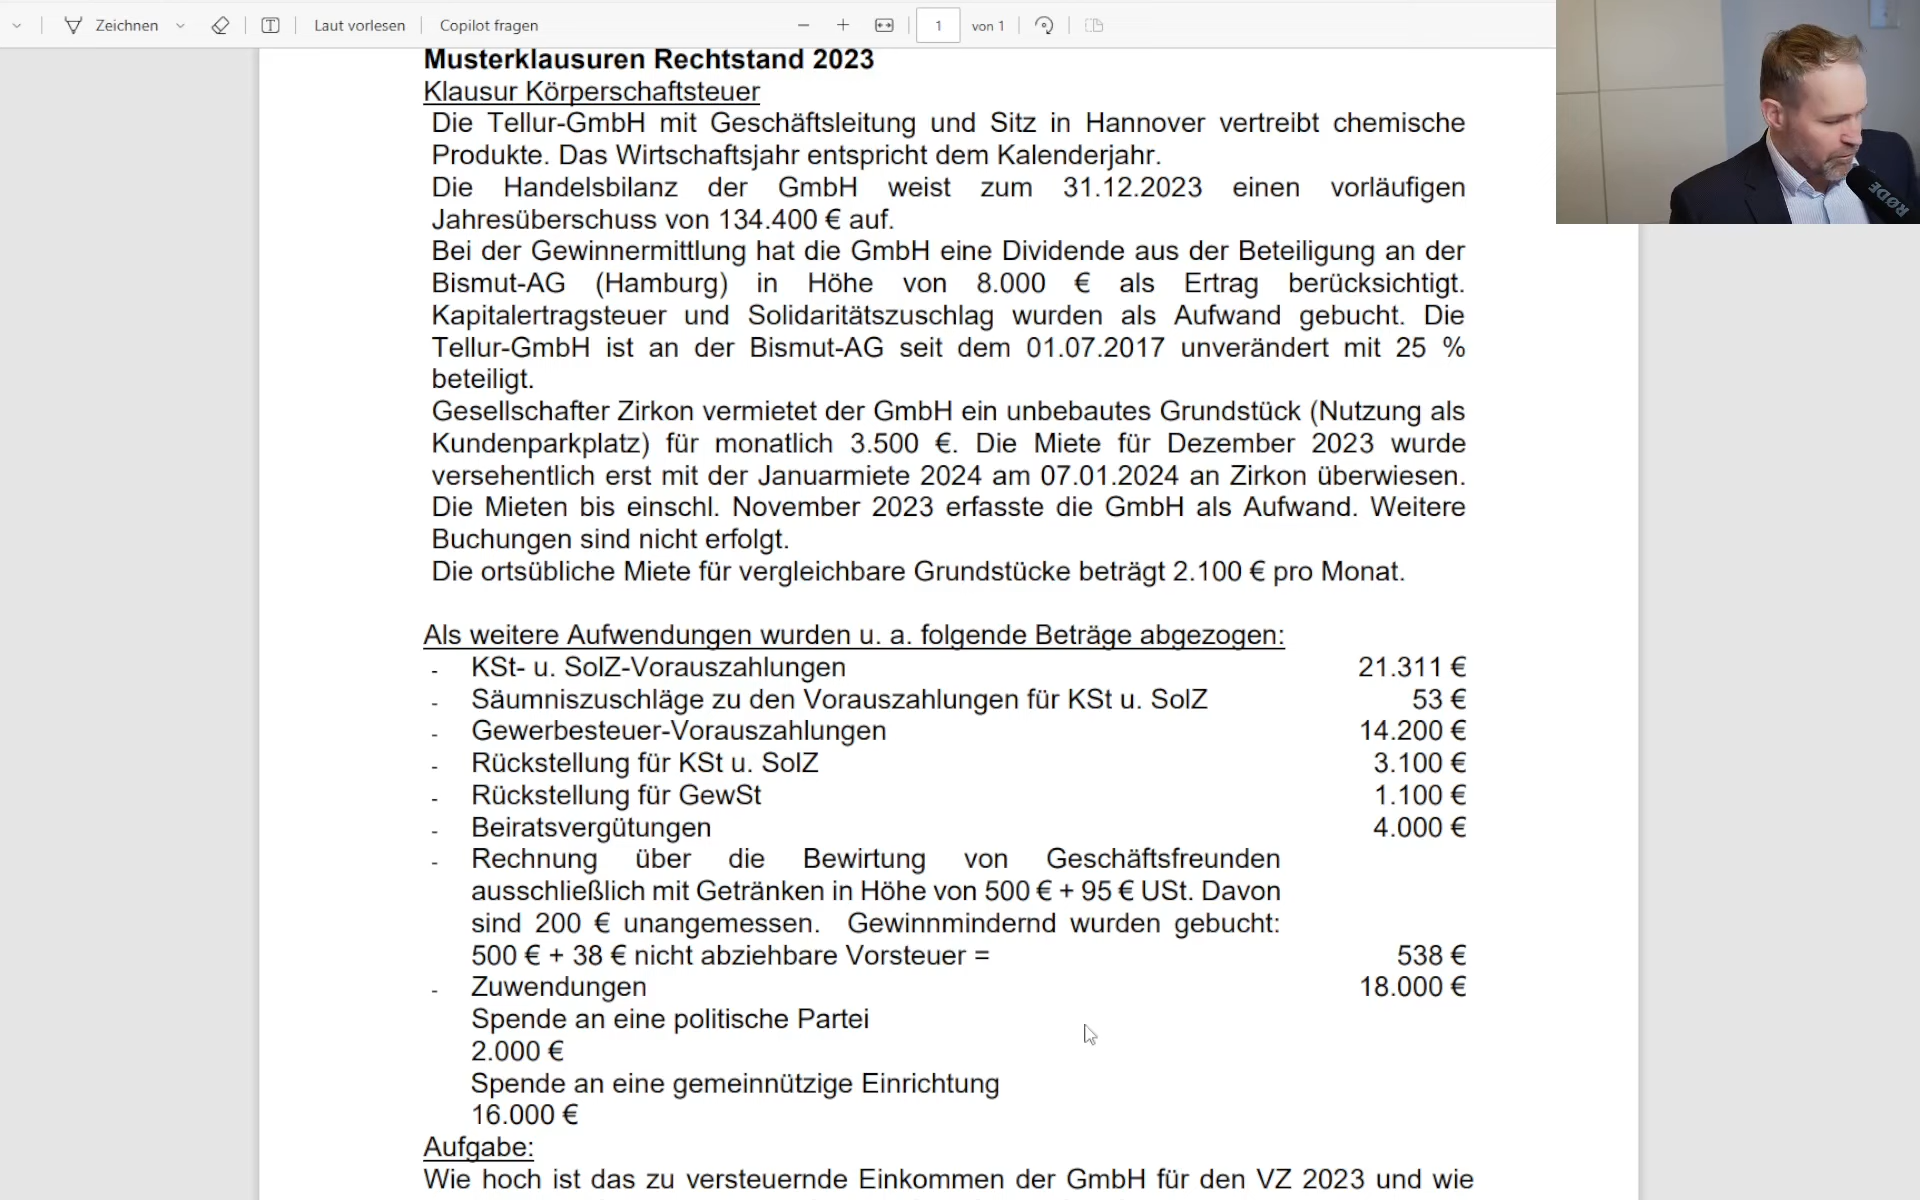 Zeichnen
Laut vorlesen
Copilot fragen
1 von 1
Musterklausuren Rechtstand 2023
Klausur Körperschaftsteuer
Die Tellur-GmbH mit Geschäftsleitung und Sitz in Hannover vertreibt chemische
Produkte. Das Wirtschaftsjahr entspricht dem Kalenderjahr.
Die Handelsbilanz der GmbH weist zum 31.12.2023 einen vorläufigen
Jahresüberschuss von 134.400 € auf.
Bei der Gewinnermittlung hat die GmbH eine Dividende aus der Beteiligung an der
Bismut-AG (Hamburg) in Höhe von 8.000 € als Ertrag berücksichtigt.
Kapitalertragsteuer und Solidaritätszuschlag wurden als Aufwand gebucht. Die
Tellur-GmbH ist an der Bismut-AG seit dem 01.07.2017 unverändert mit 25 %
beteiligt.
Gesellschafter Zirkon vermietet der GmbH ein unbebautes Grundstück (Nutzung als
Kundenparkplatz) für monatlich 3.500 €. Die Miete für Dezember 2023 wurde
versehentlich erst mit der Januarmiete 2024 am 07.01.2024 an Zirkon überwiesen.
Die Mieten bis einschl. November 2023 erfasste die GmbH als Aufwand. Weitere
Buchungen sind nicht erfolgt.
Die ortsübliche Miete für vergleichbare Grundstücke beträgt 2.100 € pro Monat.
Als weitere Aufwendungen wurden u. a. folgende Beträge abgezogen:
- KSt- u. SolZ-Vorauszahlungen 21.311 €
- Säumniszuschläge zu den Vorauszahlungen für KSt u. SolZ 53 €
- Gewerbesteuer-Vorauszahlungen 14.200 €
- Rückstellung für KSt u. SolZ 3.100 €
- Rückstellung für GewSt 1.100 €
- Beiratsvergütungen 4.000 €
- Rechnung über die Bewirtung von Geschäftsfreunden
ausschließlich mit Getränken in Höhe von 500 € + 95 € USt. Davon
sind 200 € unangemessen. Gewinnmindernd wurden gebucht:
500 € + 38 € nicht abziehbare Vorsteuer = 538 €
- Zuwendungen 18.000 €
Spende an eine politische Partei
2.000 €
Spende an eine gemeinnützige Einrichtung
16.000 €
Aufgabe:
Wie hoch ist das zu versteuernde Einkommen der GmbH für den VZ 2023 und wie
RØDE